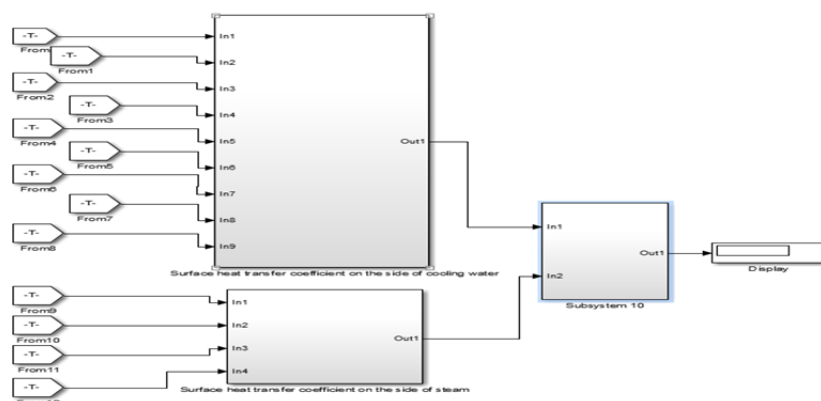 -T-
From
In1
-T-
From1
In2
-T-
From2
In3
-T-
From3
In4
-T-
From4
In5
Out1
-T-
From5
In6
-T-
From6
In7
-T-
From7
In8
-T-
From8
In9
Surface heat transfer coefficient on the side of cooling water
In1
Out1
In2
Subsystem 10
Display
-T-
From9
In1
-T-
From10
In2
-T-
From11
In3
Out1
-T-
In4
Surface heat transfer coefficient on the side of steam